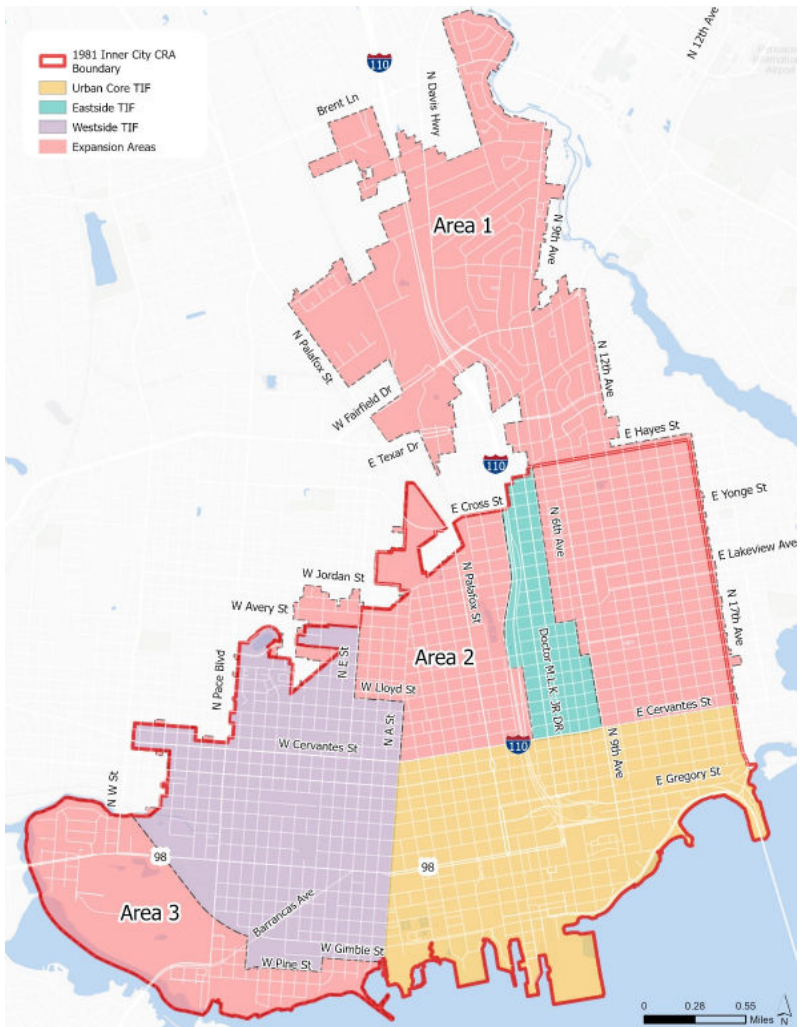 1981 Inner City CRA
Boundary
Urban Core TIF
Eastside TIF
Westside TIF
Expansion Areas
110
N Davis Hwy
N 12th Ave
Pensacola
International
Airport
Brent Ln
Area 1
N 9th Ave
N Palafox St
W Fairfield Dr
N 12th Ave
E Texar Dr
E Hayes St
110
E Cross St
E Yonge St
N 6th Ave
E Lakeview Ave
W Jordan St
N Palafox St
W Avery St
N 17th Ave
N E St
Area 2
Doctor M.L.K. JR DR
N Pace Blvd
W Lloyd St
N A St
E Cervantes St
W Cervantes St
110
N 9th Ave
E Gregory St
N W St
98
98
Area 3
Barrancas Ave
W Gimble St
W Pine St
0 0.28 0.55
Miles
N